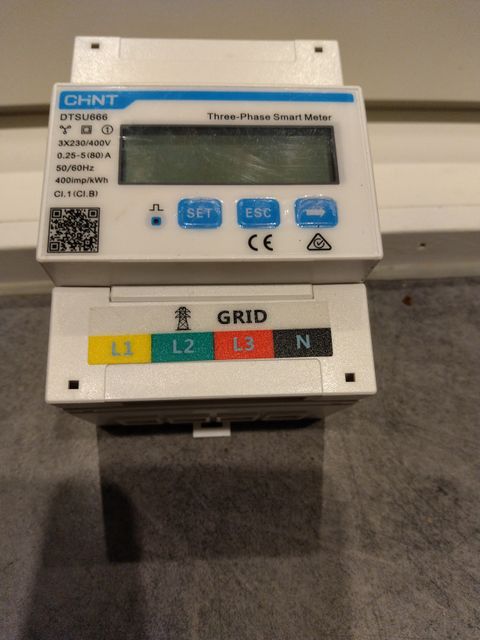 CHiNT
DTSU666
Three-Phase Smart Meter
3X230/400V
0.25-5(80)A
50/60Hz
400imp/kWh
Cl.1(Cl.B)
SET
ESC
CE
GRID
L1
L2
L3
N